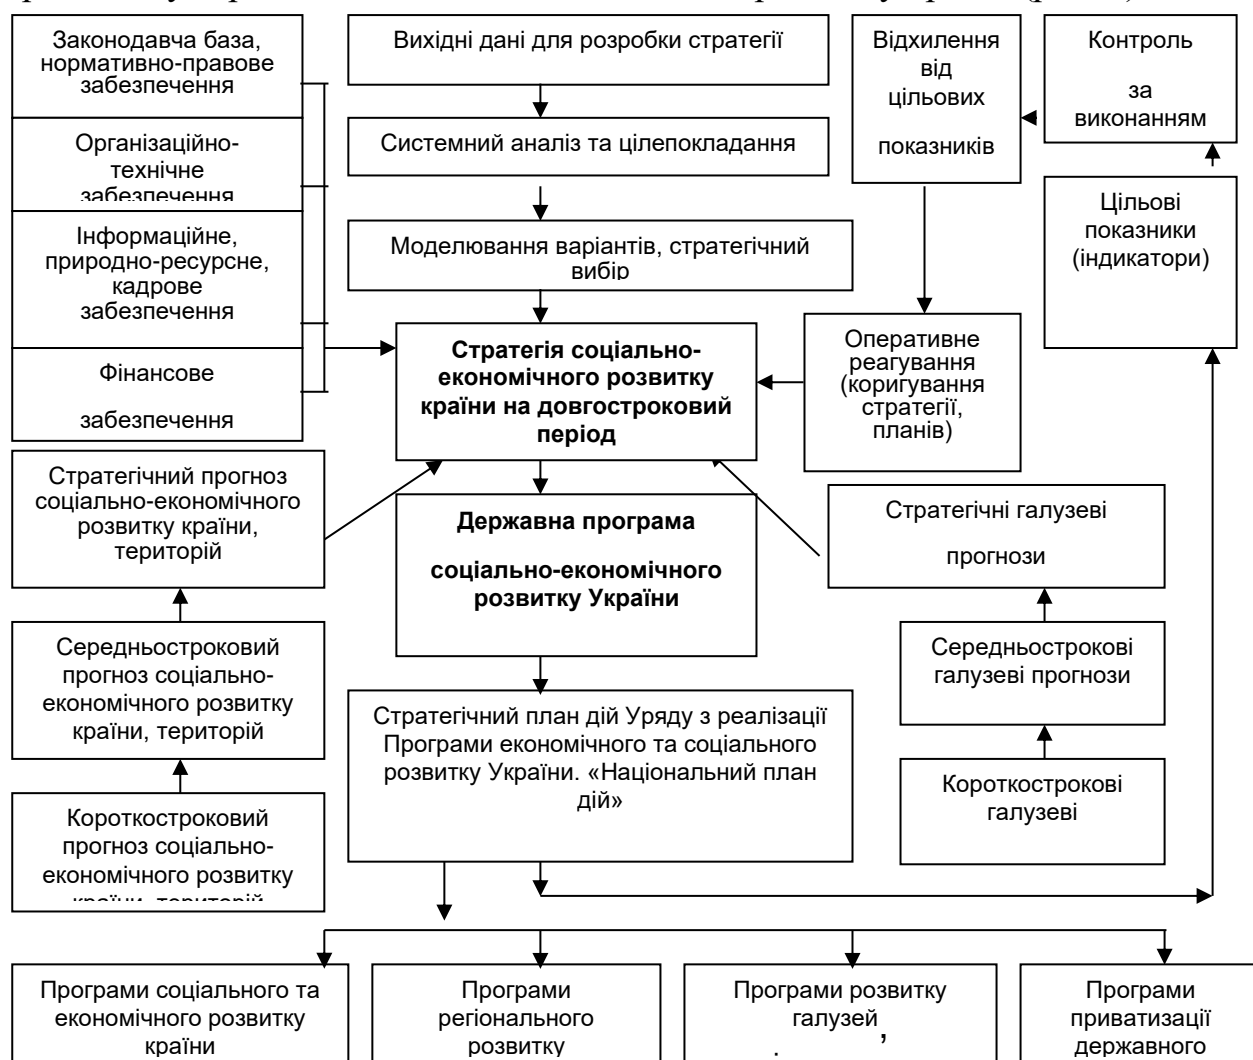 Законодавча база,
нормативно-правове
забезпечення
Вихідні дані для розробки стратегії
Відхилення
від
цільових
показників
Контроль
за
виконанням
Організаційно-
технічне
забезпечення
Системний аналіз та цілепокладання
Цільові
показники
(індикатори)
Інформаційне,
природно-ресурсне,
кадрове
забезпечення
Моделювання варіантів, стратегічний
вибір
Фінансове
забезпечення
Стратегія соціально-
економічного розвитку
країни на довгостроковий
період
Оперативне
реагування
(коригування
стратегії,
планів)
Стратегічний прогноз
соціально-економічного
розвитку країни,
територій
Державна програма
соціально-економічного
розвитку України
Стратегічні галузеві
прогнози
Середньостроковий
прогноз соціально-
економічного розвитку
країни, територій
Середньострокові
галузеві прогнози
Стратегічний план дій Уряду з реалізації
Програми економічного та соціального
розвитку України. «Національний план
дій»
Короткострокові
галузеві
Короткостроковий
прогноз соціально-
економічного розвитку
країни, територій
Програми соціального та
економічного розвитку
країни
Програми
регіонального
розвитку
Програми розвитку
галузей
,
Програми
приватизації
державного